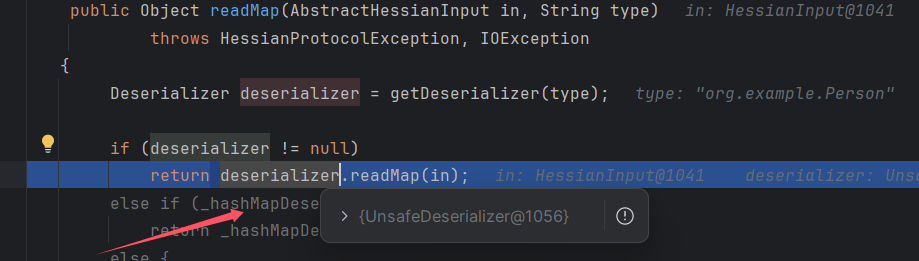 public Object readMap(AbstractHessianInput in, String type) in: HessianInput@1041
throws HessianProtocolException, IOException
{
Deserializer deserializer = getDeserializer(type); type: "org.example.Person"
if (deserializer != null)
return deserializer.readMap(in); in: HessianInput@1041 deserializer: Unsa
else if (_hashMapDese
{UnsafeDeserializer@1056}
return _hashMapDe
else {